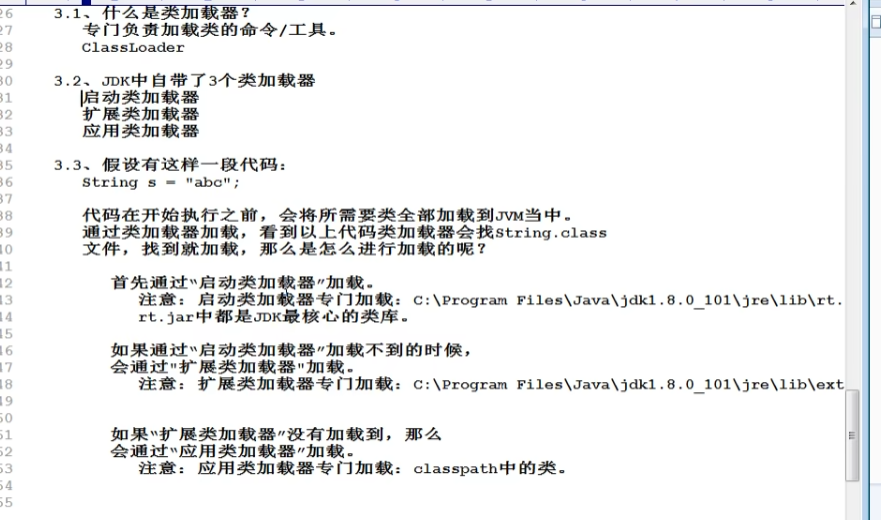 26 3.1、什么是类加载器？
27 专门负责加载类的命令/工具。
28 ClassLoader
29
30 3.2、JDK中自带了3个类加载器
31 启动类加载器
32 扩展类加载器
33 应用类加载器
34
35 3.3、假设有这样一段代码：
36 String s = "abc";
37
38 代码在开始执行之前，会将所需要类全部加载到JVM当中。
39 通过类加载器加载，看到以上代码类加载器会找String.class
40 文件，找到就加载，那么是怎么进行加载的呢？
41
42 首先通过“启动类加载器”加载。
43 注意：启动类加载器专门加载：C:\Program Files\Java\jdk1.8.0_101\jre\lib\rt.
44 rt.jar中都是JDK最核心的类库。
45
46 如果通过“启动类加载器”加载不到的时候，
47 会通过"扩展类加载器"加载。
48 注意：扩展类加载器专门加载：C:\Program Files\Java\jdk1.8.0_101\jre\lib\ext
49
50
51 如果“扩展类加载器”没有加载到，那么
52 会通过“应用类加载器”加载。
53 注意：应用类加载器专门加载：classpath中的类。
54
55